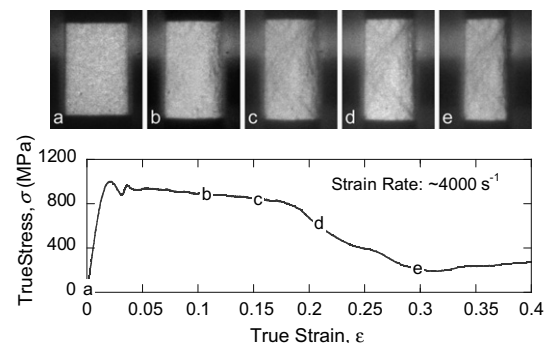 a b c d e
1200
800
400
0
TrueStress, σ (MPa)
Strain Rate: ~4000 s⁻¹
a b c d e
0 0.05 0.1 0.15 0.2 0.25 0.3 0.35 0.4
True Strain, ε